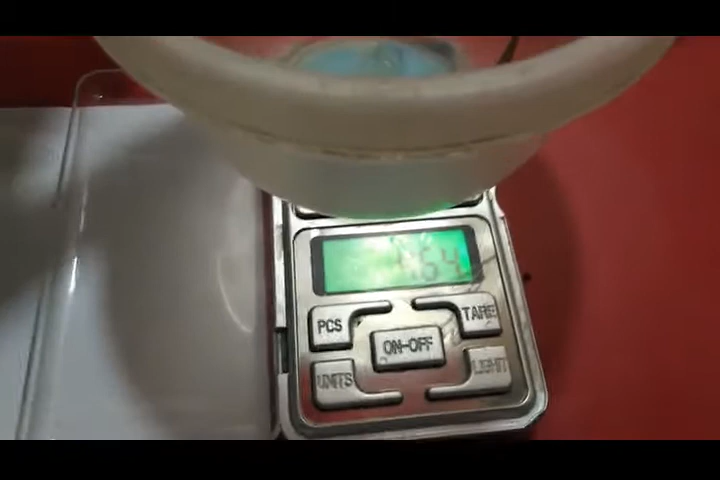 PCS
TARE
ON-OFF
UNITS
LIGHT